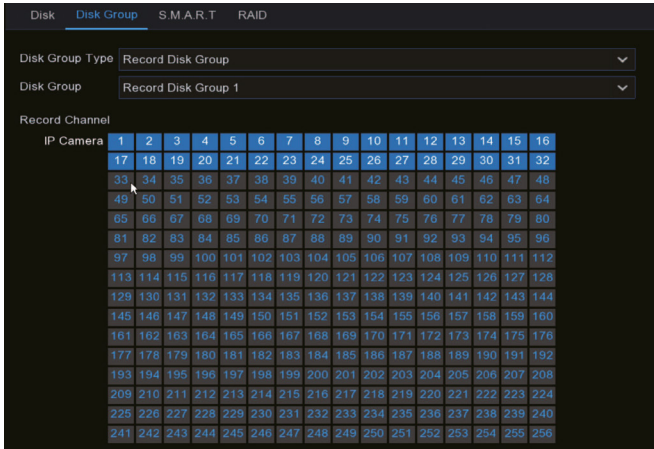 Disk Disk Group S.M.A.R.T RAID
Disk Group Type Record Disk Group
Disk Group Record Disk Group 1
Record Channel
IP Camera 1 2 3 4 5 6 7 8 9 10 11 12 13 14 15 16
17 18 19 20 21 22 23 24 25 26 27 28 29 30 31 32
33 34 35 36 37 38 39 40 41 42 43 44 45 46 47 48
49 50 51 52 53 54 55 56 57 58 59 60 61 62 63 64
65 66 67 68 69 70 71 72 73 74 75 76 77 78 79 80
81 82 83 84 85 86 87 88 89 90 91 92 93 94 95 96
97 98 99 100 101 102 103 104 105 106 107 108 109 110 111 112
113 114 115 116 117 118 119 120 121 122 123 124 125 126 127 128
129 130 131 132 133 134 135 136 137 138 139 140 141 142 143 144
145 146 147 148 149 150 151 152 153 154 155 156 157 158 159 160
161 162 163 164 165 166 167 168 169 170 171 172 173 174 175 176
177 178 179 180 181 182 183 184 185 186 187 188 189 190 191 192
193 194 195 196 197 198 199 200 201 202 203 204 205 206 207 208
209 210 211 212 213 214 215 216 217 218 219 220 221 222 223 224
225 226 227 228 229 230 231 232 233 234 235 236 237 238 239 240
241 242 243 244 245 246 247 248 249 250 251 252 253 254 255 256